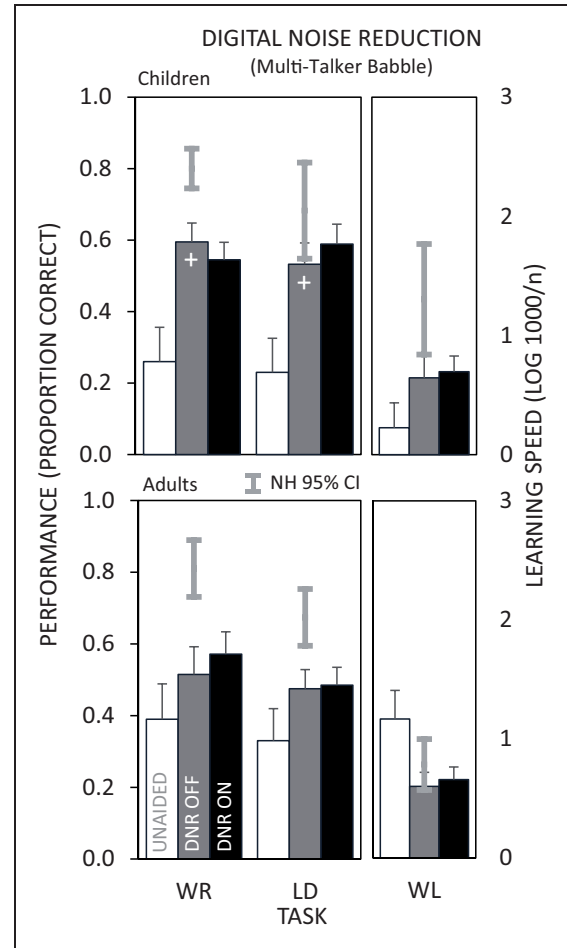 DIGITAL NOISE REDUCTION
(Multi-Talker Babble)
Children
1.0
0.8
0.6
0.4
0.2
0.0
+
+
3
2
1
0
PERFORMANCE (PROPORTION CORRECT)
LEARNING SPEED (LOG 1000/n)
Adults
NH 95% CI
1.0
0.8
0.6
0.4
0.2
0.0
3
2
1
0
UNAIDED
DNR OFF
DNR ON
WR
LD
WL
TASK